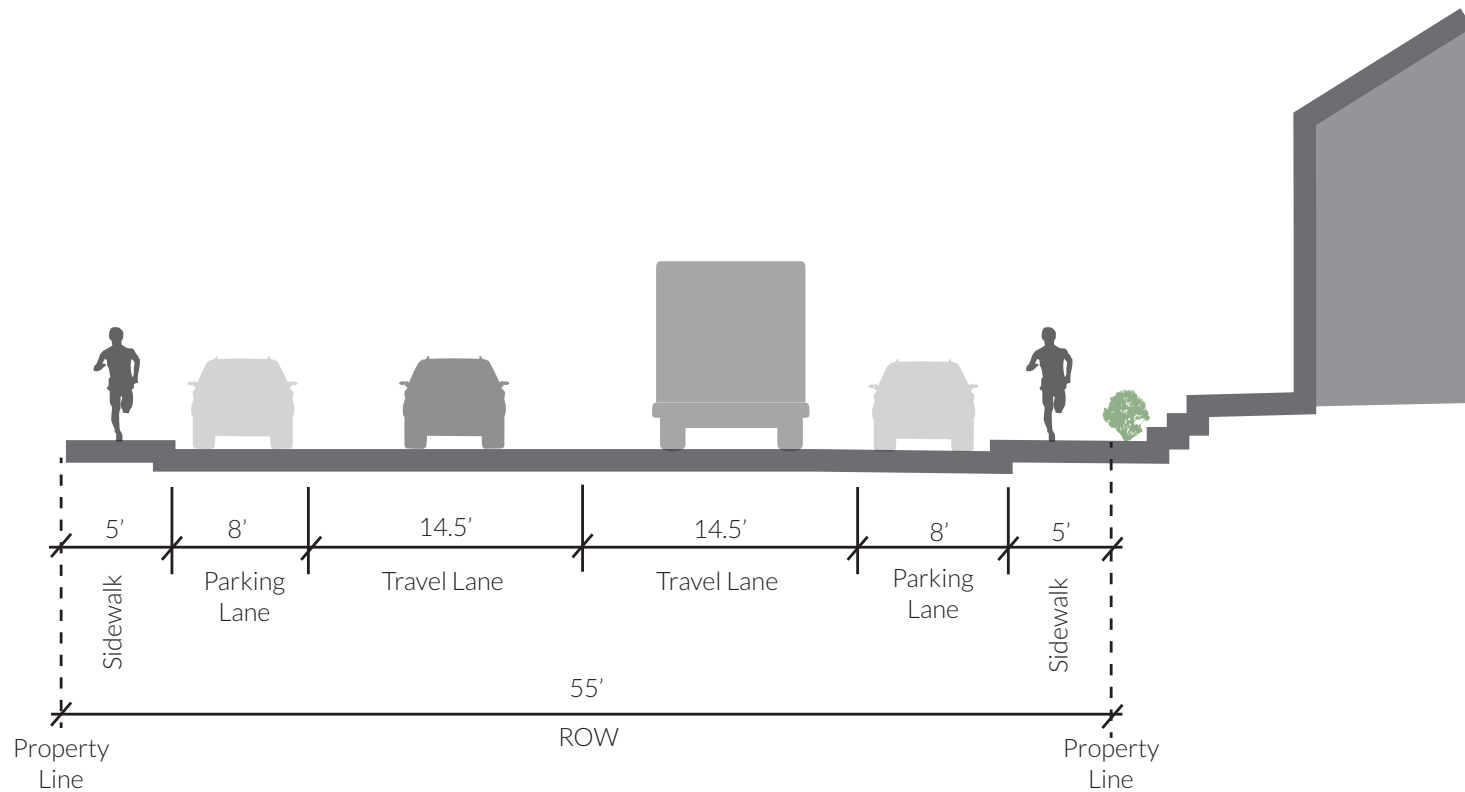 5’
8’
14.5’
14.5’
8’
5’
Sidewalk
Parking
Lane
Travel Lane
Travel Lane
Parking
Lane
Sidewalk
55’
ROW
Property
Line
Property
Line